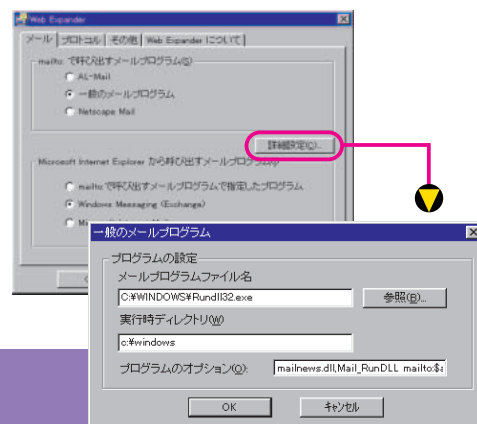 Web Expander
メール プロトコル その他 Web Expander について
mailto: で呼び出すメールプログラム(S)
AL-Mail
一般のメールプログラム
Netscape Mail
詳細設定(C)...
Microsoft Internet Explorer から呼び出すメールプログラム
mailto で呼び出すメールプログラムで指定したプログラム
Windows Messaging (Exchange)
一般のメールプログラム
プログラムの設定
メールプログラムファイル名
C:¥WINDOWS¥Rundll32.exe
参照(B)...
実行時ディレクトリ(W)
c:¥windows
プログラムのオプション(O):
mailnews.dll,Mail_RunDLL mailto:$a
OK
キャンセル